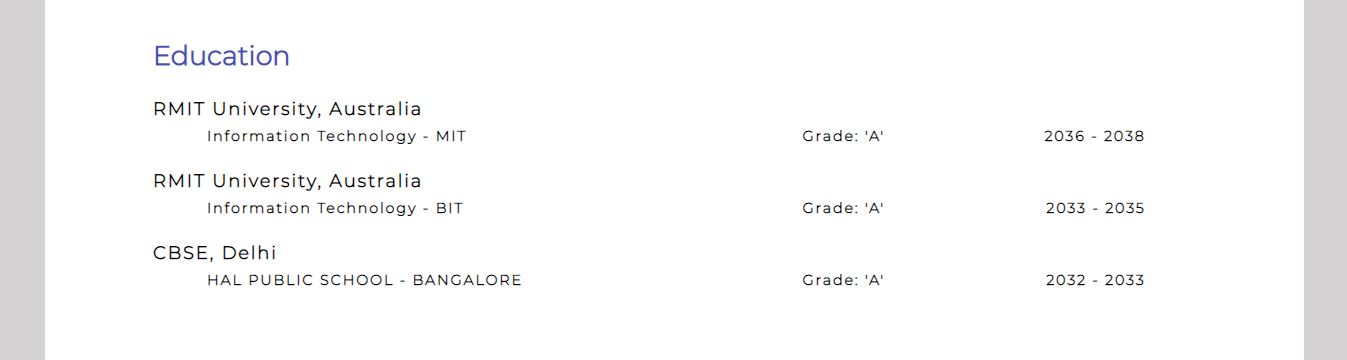 Education
RMIT University, Australia
Information Technology - MIT Grade: 'A' 2036 - 2038
RMIT University, Australia
Information Technology - BIT Grade: 'A' 2033 - 2035
CBSE, Delhi
HAL PUBLIC SCHOOL - BANGALORE Grade: 'A' 2032 - 2033